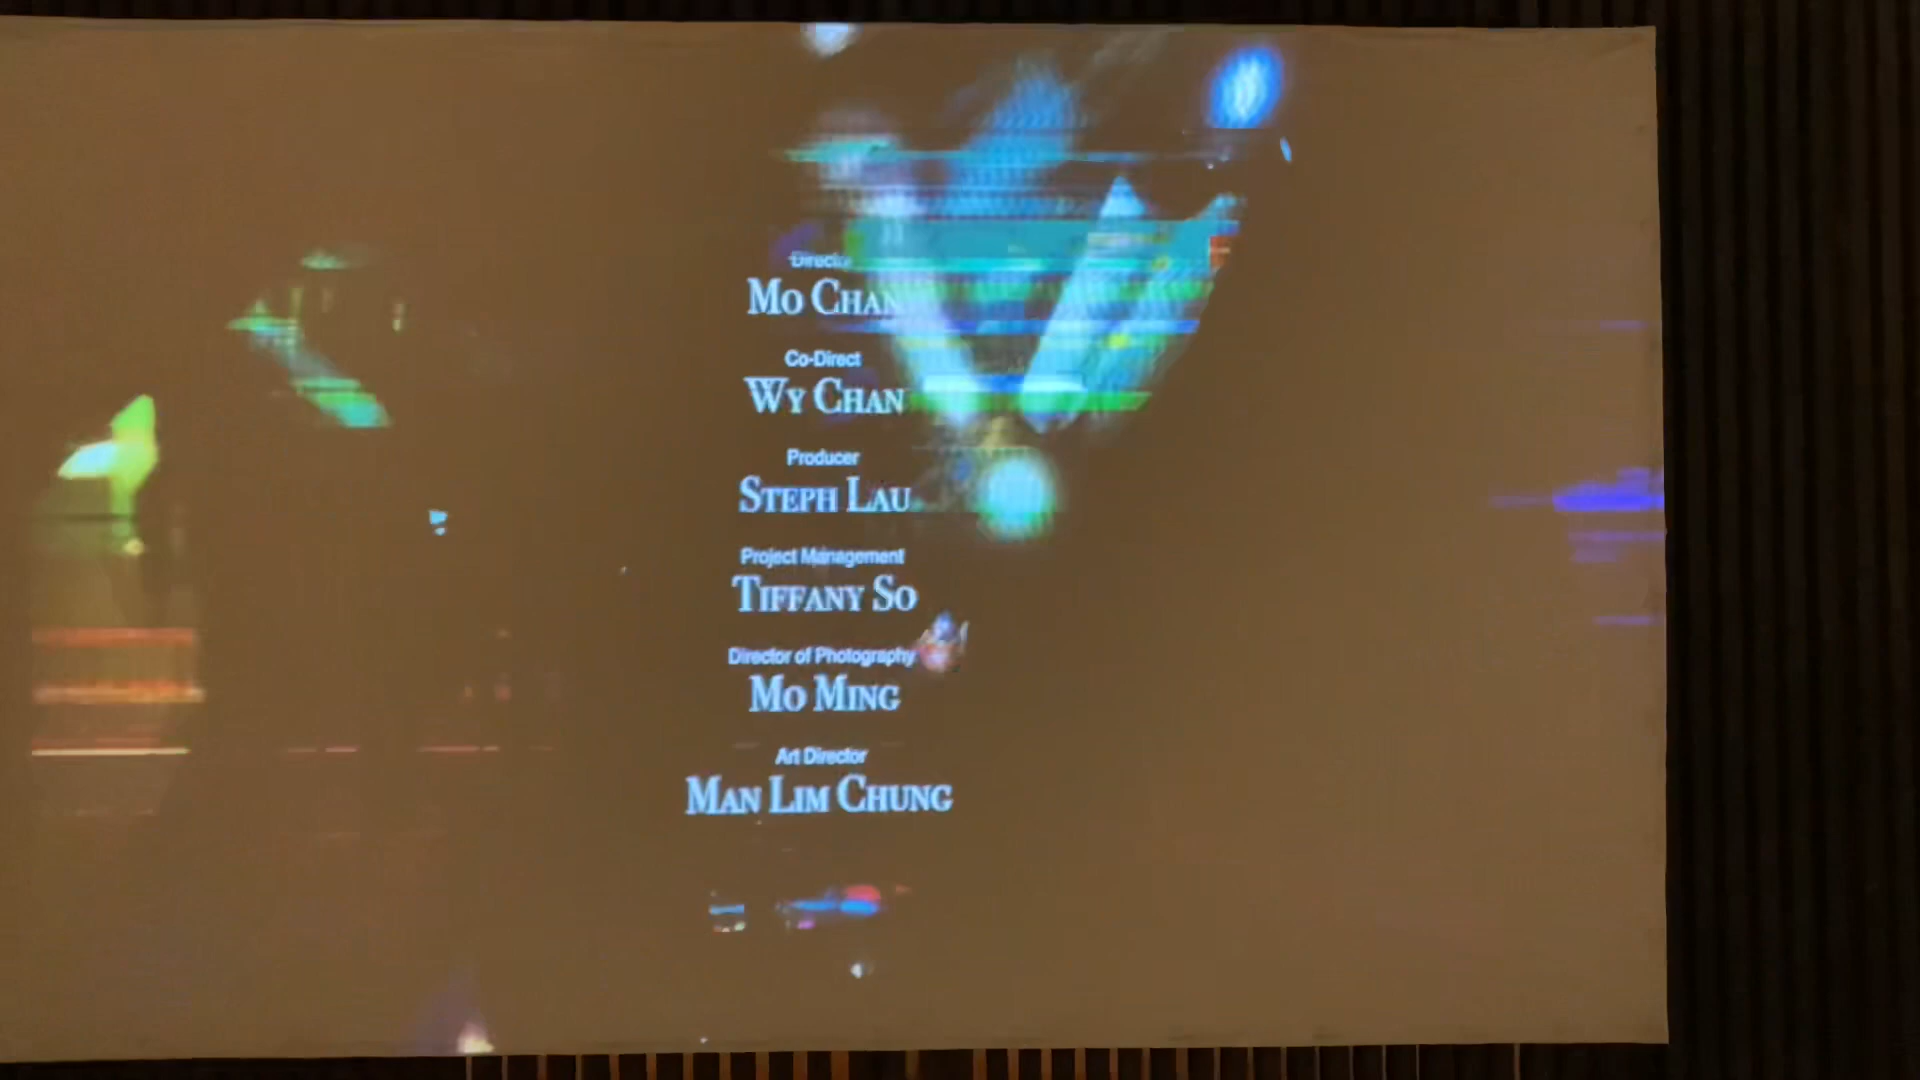 Director
MO CHAN
Co-Direct
WY CHAN
Producer
STEPH LAU
Project Management
TIFFANY SO
Director of Photography
MO MING
Art Director
MAN LIM CHUNG